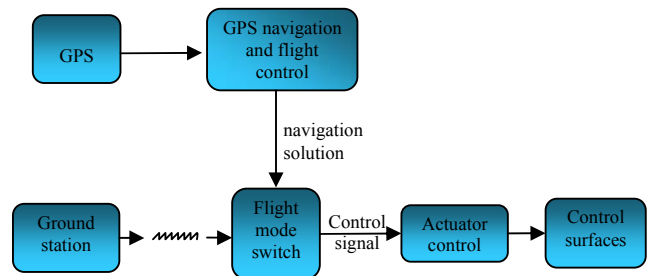 GPS
GPS navigation
and flight
control
navigation
solution
Ground
station
Flight
mode
switch
Control
signal
Actuator
control
Control
surfaces